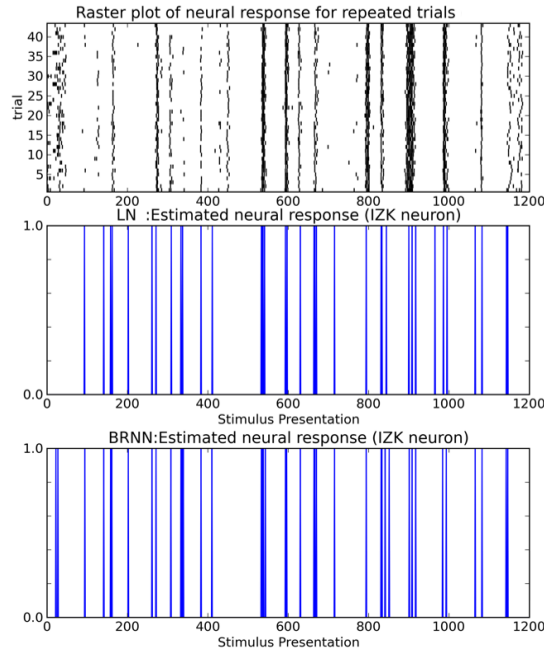 Raster plot of neural response for repeated trials
trial
40
35
30
25
20
15
10
5
0 200 400 600 800 1000 1200
LN :Estimated neural response (IZK neuron)
1.0
0.0
0 200 400 600 800 1000 1200
Stimulus Presentation
BRNN:Estimated neural response (IZK neuron)
1.0
0.0
0 200 400 600 800 1000 1200
Stimulus Presentation